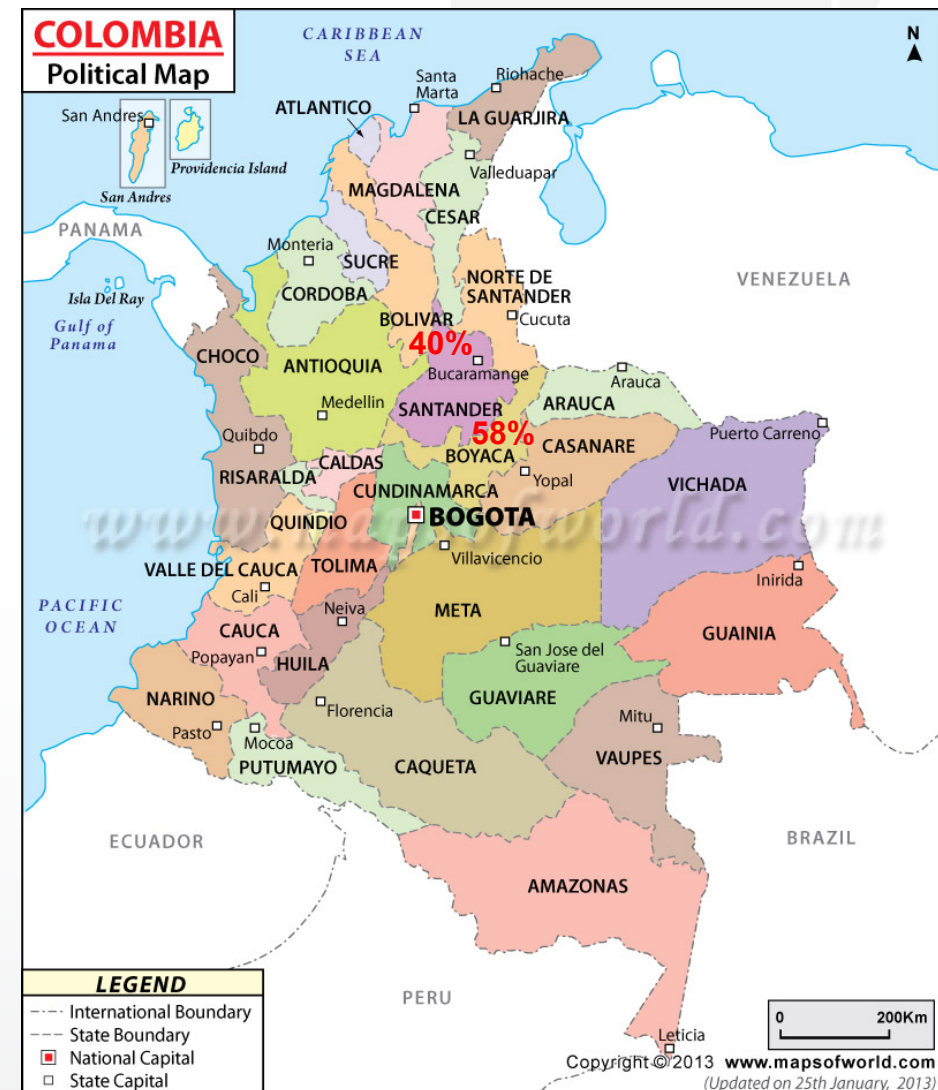 COLOMBIA
Political Map
CARIBBEAN
SEA
N
Santa
Marta
Riohache
ATLANTICO
LA GUARJIRA
San Andres
Providencia Island
San Andres
Valleduapar
MAGDALENA
CESAR
PANAMA
Monteria
SUCRE
NORTE DE
SANTANDER
VENEZUELA
Isla Del Ray
CORDOBA
Gulf of
Panama
BOLIVAR
Cucuta
40%
CHOCO
ANTIOQUIA
Bucaramange
Arauca
Medellin
SANTANDER
ARAUCA
Quibdo
58%
Puerto Carreno
BOYACA
CASANARE
CALDAS
RISARALDA
Yopal
VICHADA
CUNDINAMARCA
QUINDIO
BOGOTA
www.mapsofworld.com
Villavicencio
VALLE DEL CAUCA
TOLIMA
Inirida
Cali
PACIFIC
OCEAN
Neiva
META
CAUCA
GUAINIA
Popayan
HUILA
San Jose del
Guaviare
NARINO
GUAVIARE
Florencia
Mitu
Pasto
Mocoa
VAUPES
PUTUMAYO
CAQUETA
ECUADOR
BRAZIL
AMAZONAS
LEGEND
International Boundary
State Boundary
National Capital
State Capital
PERU
0 200Km
Leticia
Copyright © 2013 www.mapsofworld.com
(Updated on 25th January, 2013)